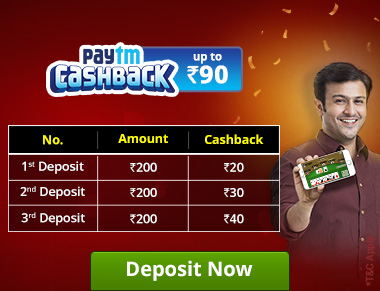 Paytm
CASHBACK
up to
₹90
No. Amount Cashback
1st Deposit ₹200 ₹20
2nd Deposit ₹200 ₹30
3rd Deposit ₹200 ₹40
Deposit Now
*T&C Apply